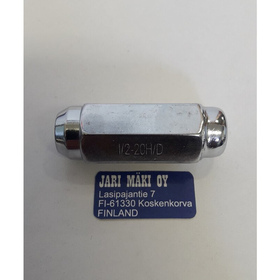 1/2-20H/D
JARI MÄKI OY
Lasipajantie 7
FI-61330 Koskenkorva
FINLAND